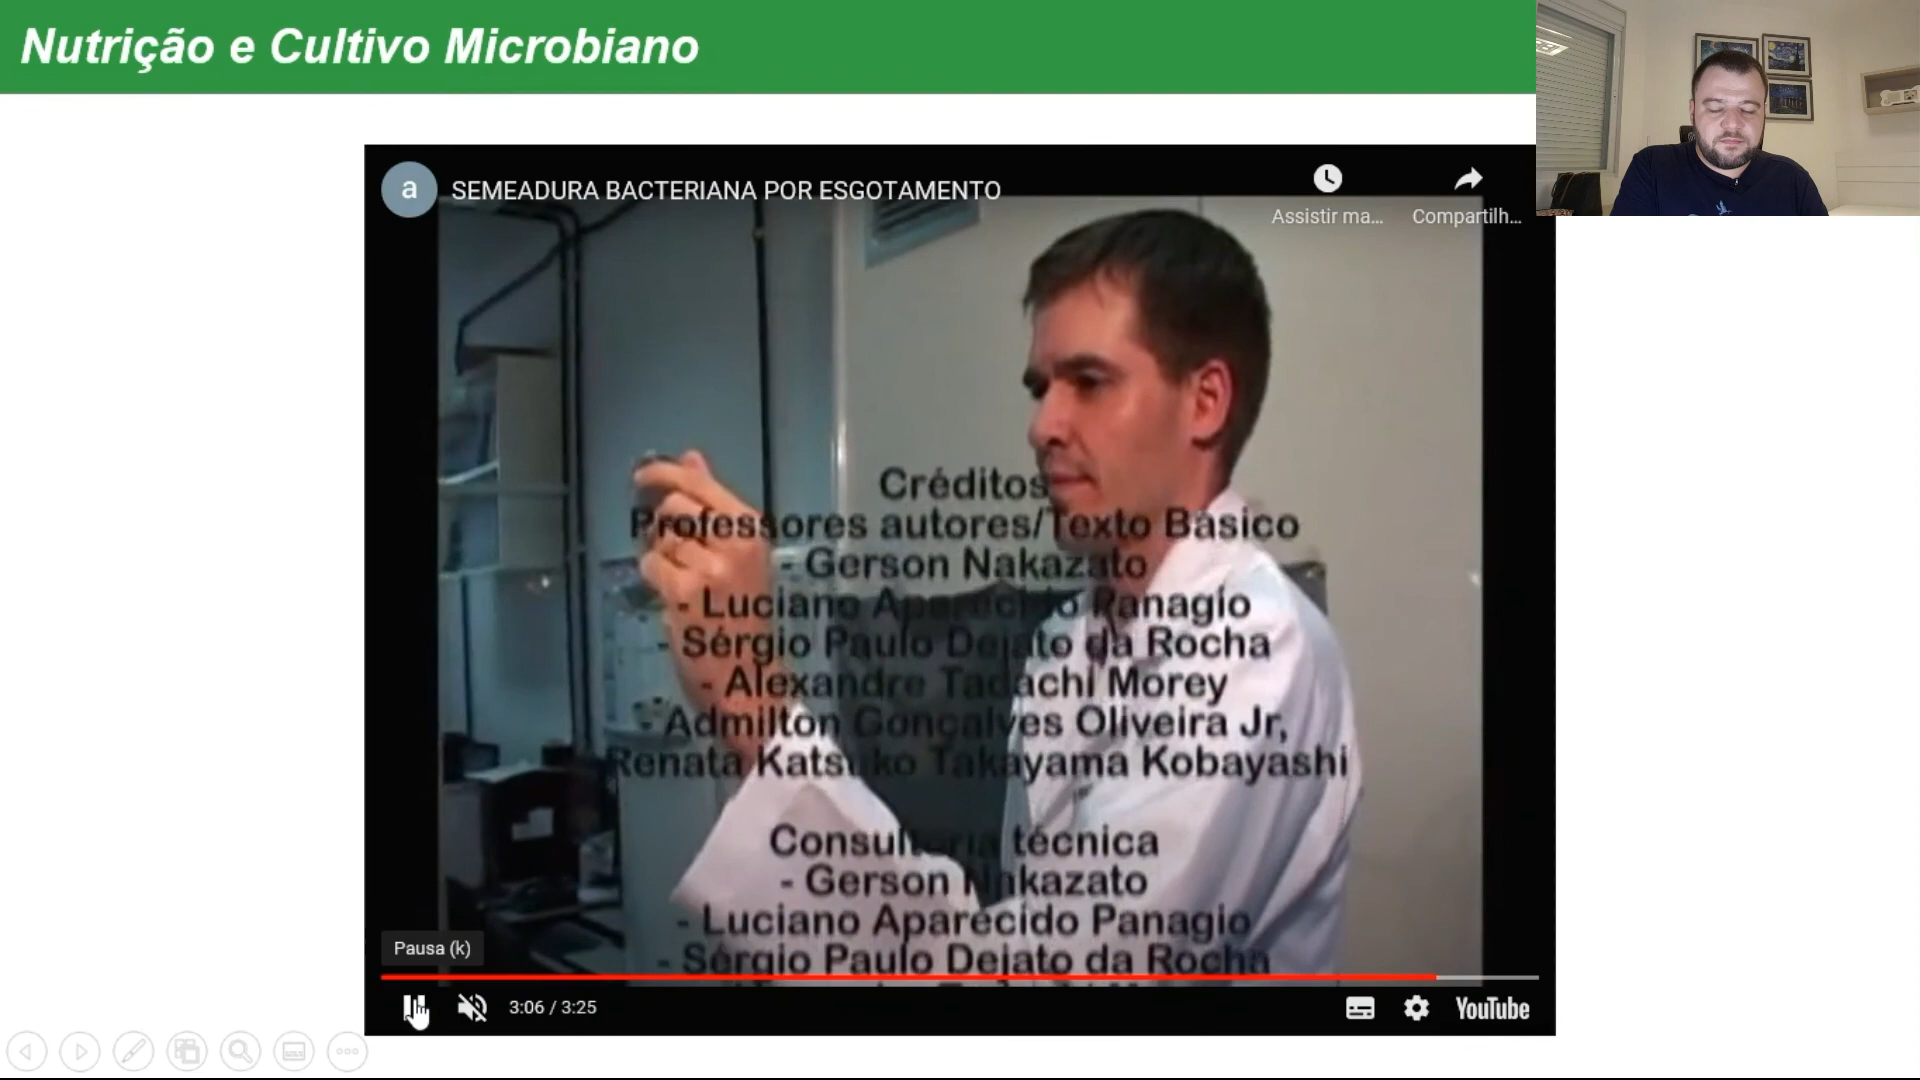 Nutrição e Cultivo Microbiano
a
SEMEADURA BACTERIANA POR ESGOTAMENTO
Assistir ma...
Compartilh...
Créditos
Professores autores/Texto Básico
- Gerson Nakazato
- Luciano Aparecido Panagio
- Sérgio Paulo Dejato da Rocha
- Alexandre Tadachi Morey
- Admilton Gonçalves Oliveira Jr,
Renata Katsuko Takayama Kobayashi
Consultoria técnica
- Gerson Nakazato
- Luciano Aparecido Panagio
- Sérgio Paulo Dejato da Rocha
Pausa (k)
3:06 / 3:25
YouTube